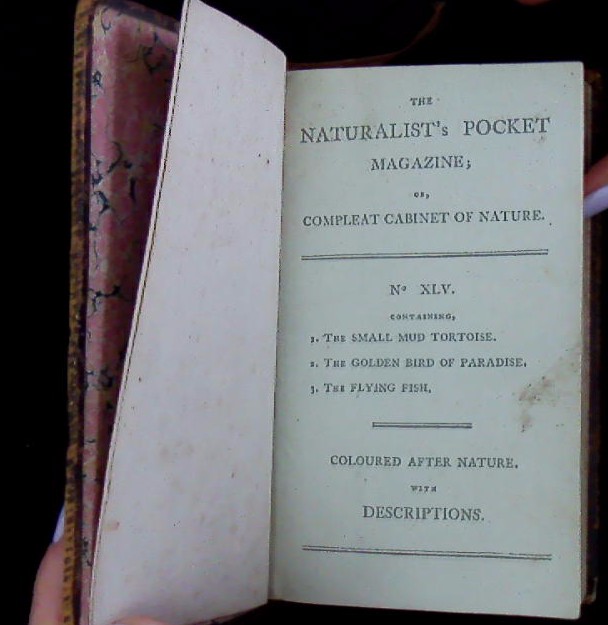 THE
NATURALIST's POCKET
MAGAZINE;
OR,
COMPLEAT CABINET OF NATURE.
No XLV.
CONTAINING,
1. THE SMALL MUD TORTOISE.
2. THE GOLDEN BIRD OF PARADISE.
3. THE FLYING FISH.
COLOURED AFTER NATURE.
WITH
DESCRIPTIONS.